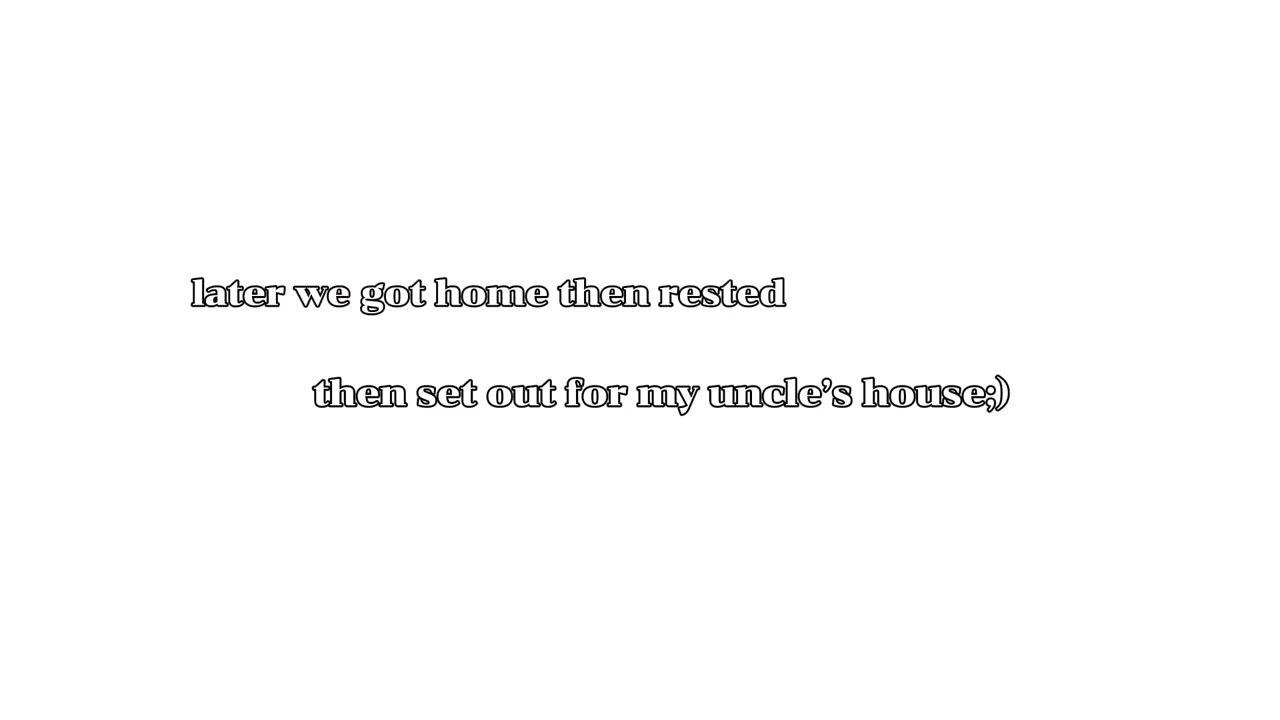 later we got home then rested
then set out for my uncle’s house;)